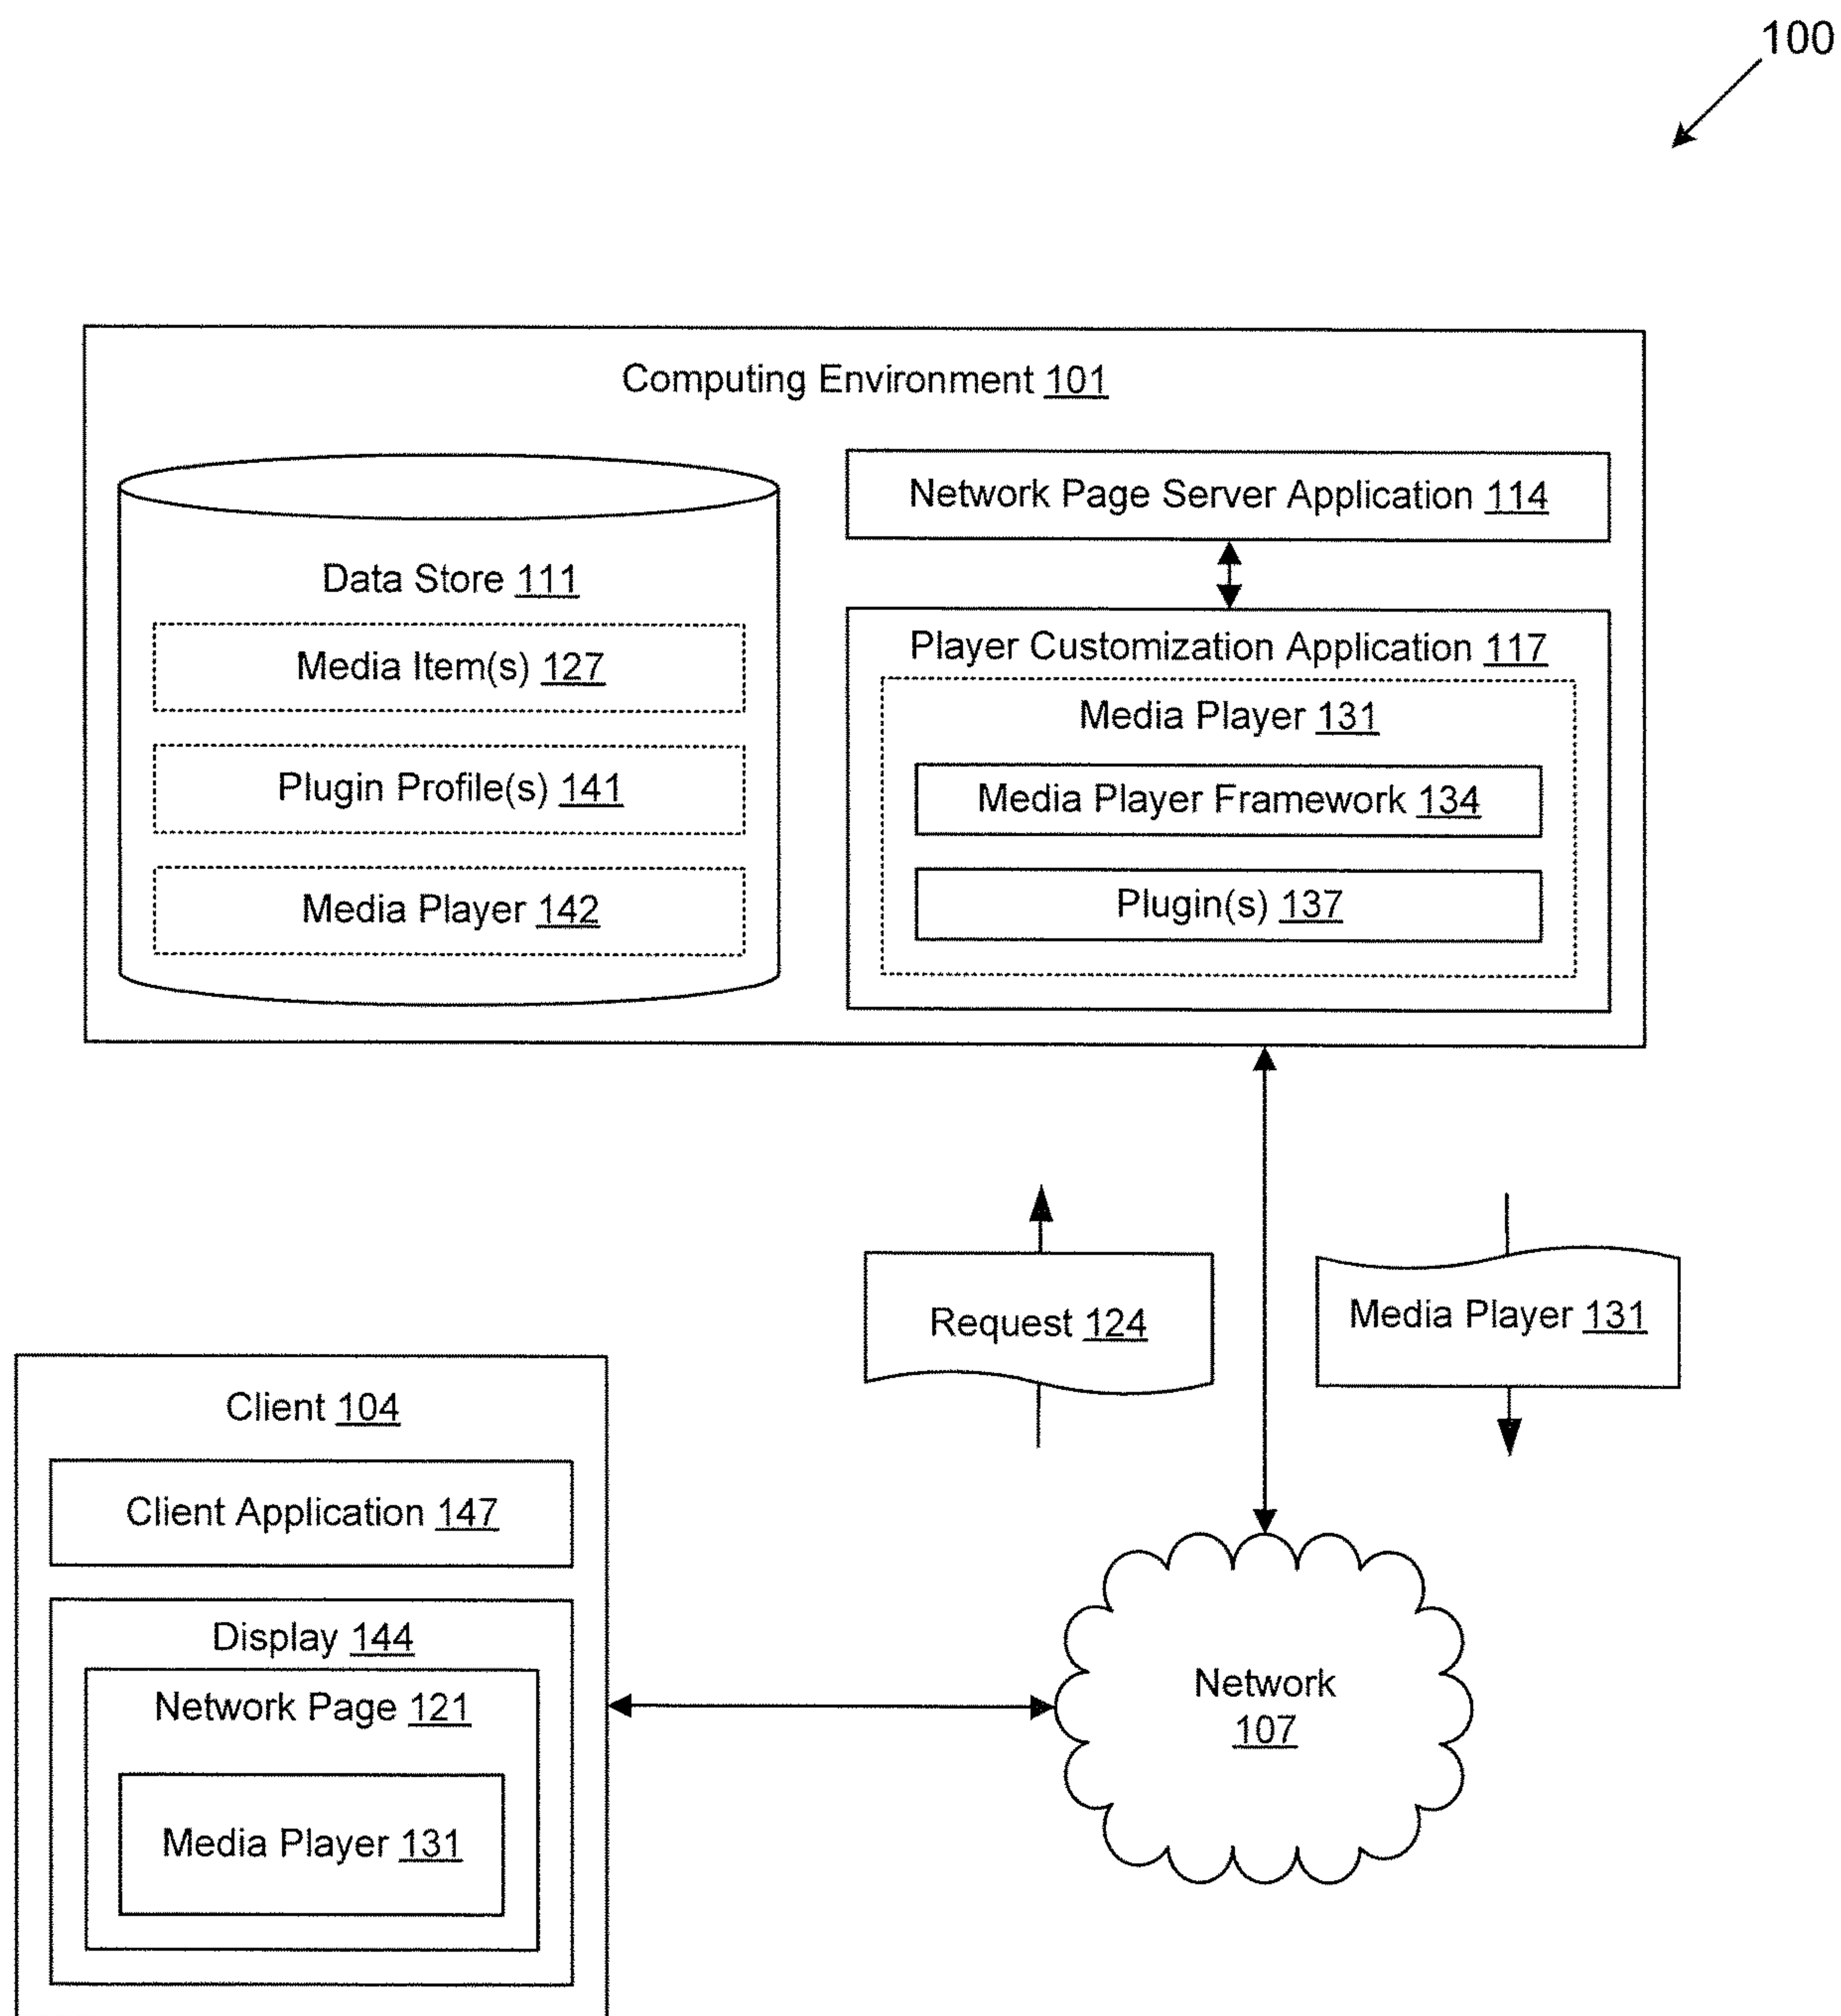 100
Computing Environment 101
Network Page Server Application 114
Data Store 111
Media Item(s) 127
Plugin Profile(s) 141
Media Player 142
Player Customization Application 117
Media Player 131
Media Player Framework 134
Plugin(s) 137
Request 124
Media Player 131
Client 104
Client Application 147
Display 144
Network Page 121
Media Player 131
Network
107